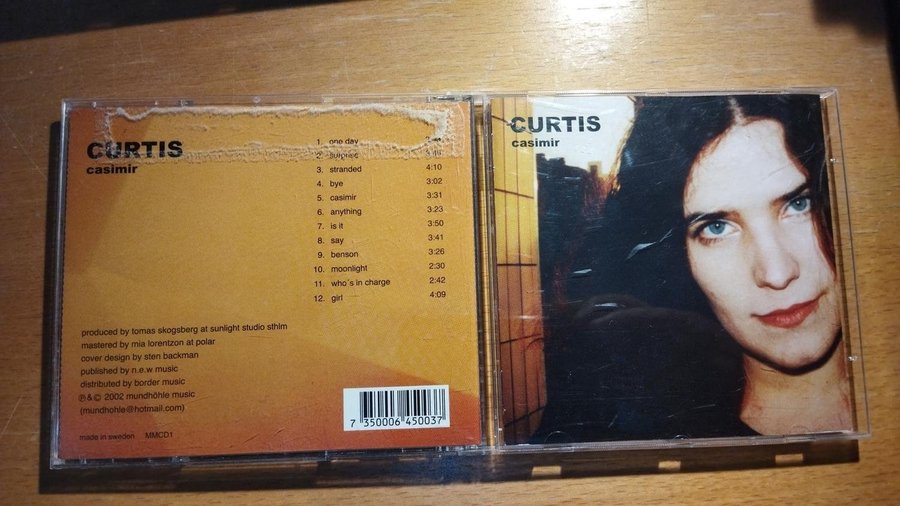 CURTIS
casimir
1. one day
2. surprise
3. stranded 4:10
4. bye 3:02
5. casimir 3:31
6. anything 3:23
7. is it 3:50
8. say 3:41
9. benson 3:26
10. moonlight 2:30
11. who´s in charge 2:42
12. girl 4:09
produced by tomas skogsberg at sunlight studio sthlm
mastered by mia lorentzon at polar
cover design by sten backman
published by n.e.w music
distributed by border music
℗&© 2002 mundhöhle music
(mundhohle@hotmail.com)
made in sweden MMCD1
7 350006 450037
CURTIS
casimir